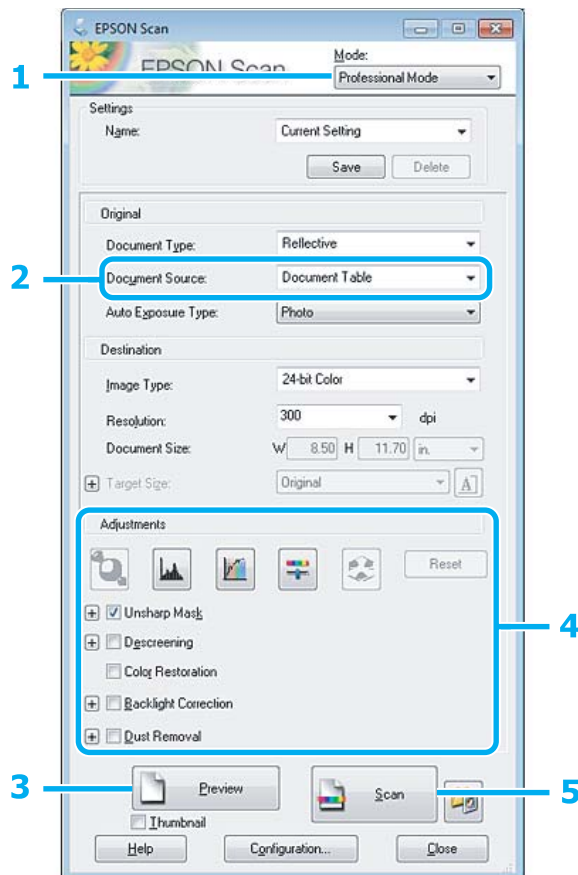 EPSON Scan
Mode:
EPSON Scan
1
Professional Mode
Settings
Name: Current Setting
Save Delete
Original
Document Type: Reflective
2
Document Source: Document Table
Auto Exposure Type: Photo
Destination
Image Type: 24-bit Color
Resolution: 300 dpi
Document Size: W 8.50 H 11.70 in.
Target Size: Original A
Adjustments
Reset
Unsharp Mask
4
Descreening
Color Restoration
Backlight Correction
Dust Removal
3
Preview Scan
5
Thumbnail
Help Configuration... Close